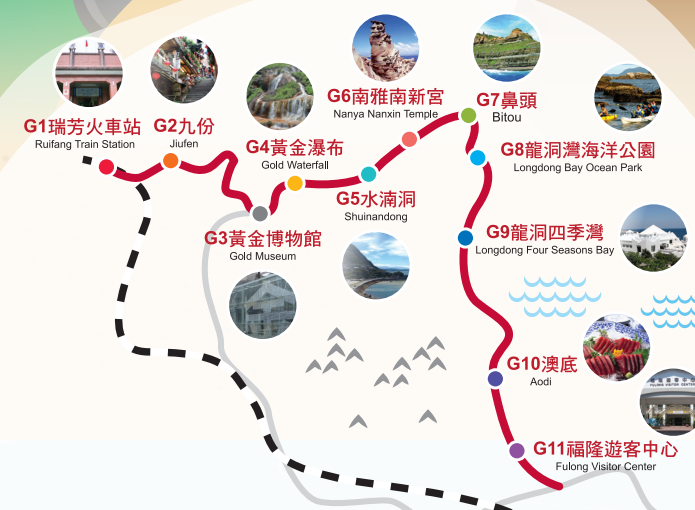 G1瑞芳火車站
Ruifang Train Station
G2九份
Jiufen
G3黃金博物館
Gold Museum
G4黃金瀑布
Gold Waterfall
G5水湳洞
Shuinandong
G6南雅南新宮
Nanya Nanxin Temple
G7鼻頭
Bitou
G8龍洞灣海洋公園
Longdong Bay Ocean Park
G9龍洞四季灣
Longdong Four Seasons Bay
G10澳底
Aodi
G11福隆遊客中心
Fulong Visitor Center